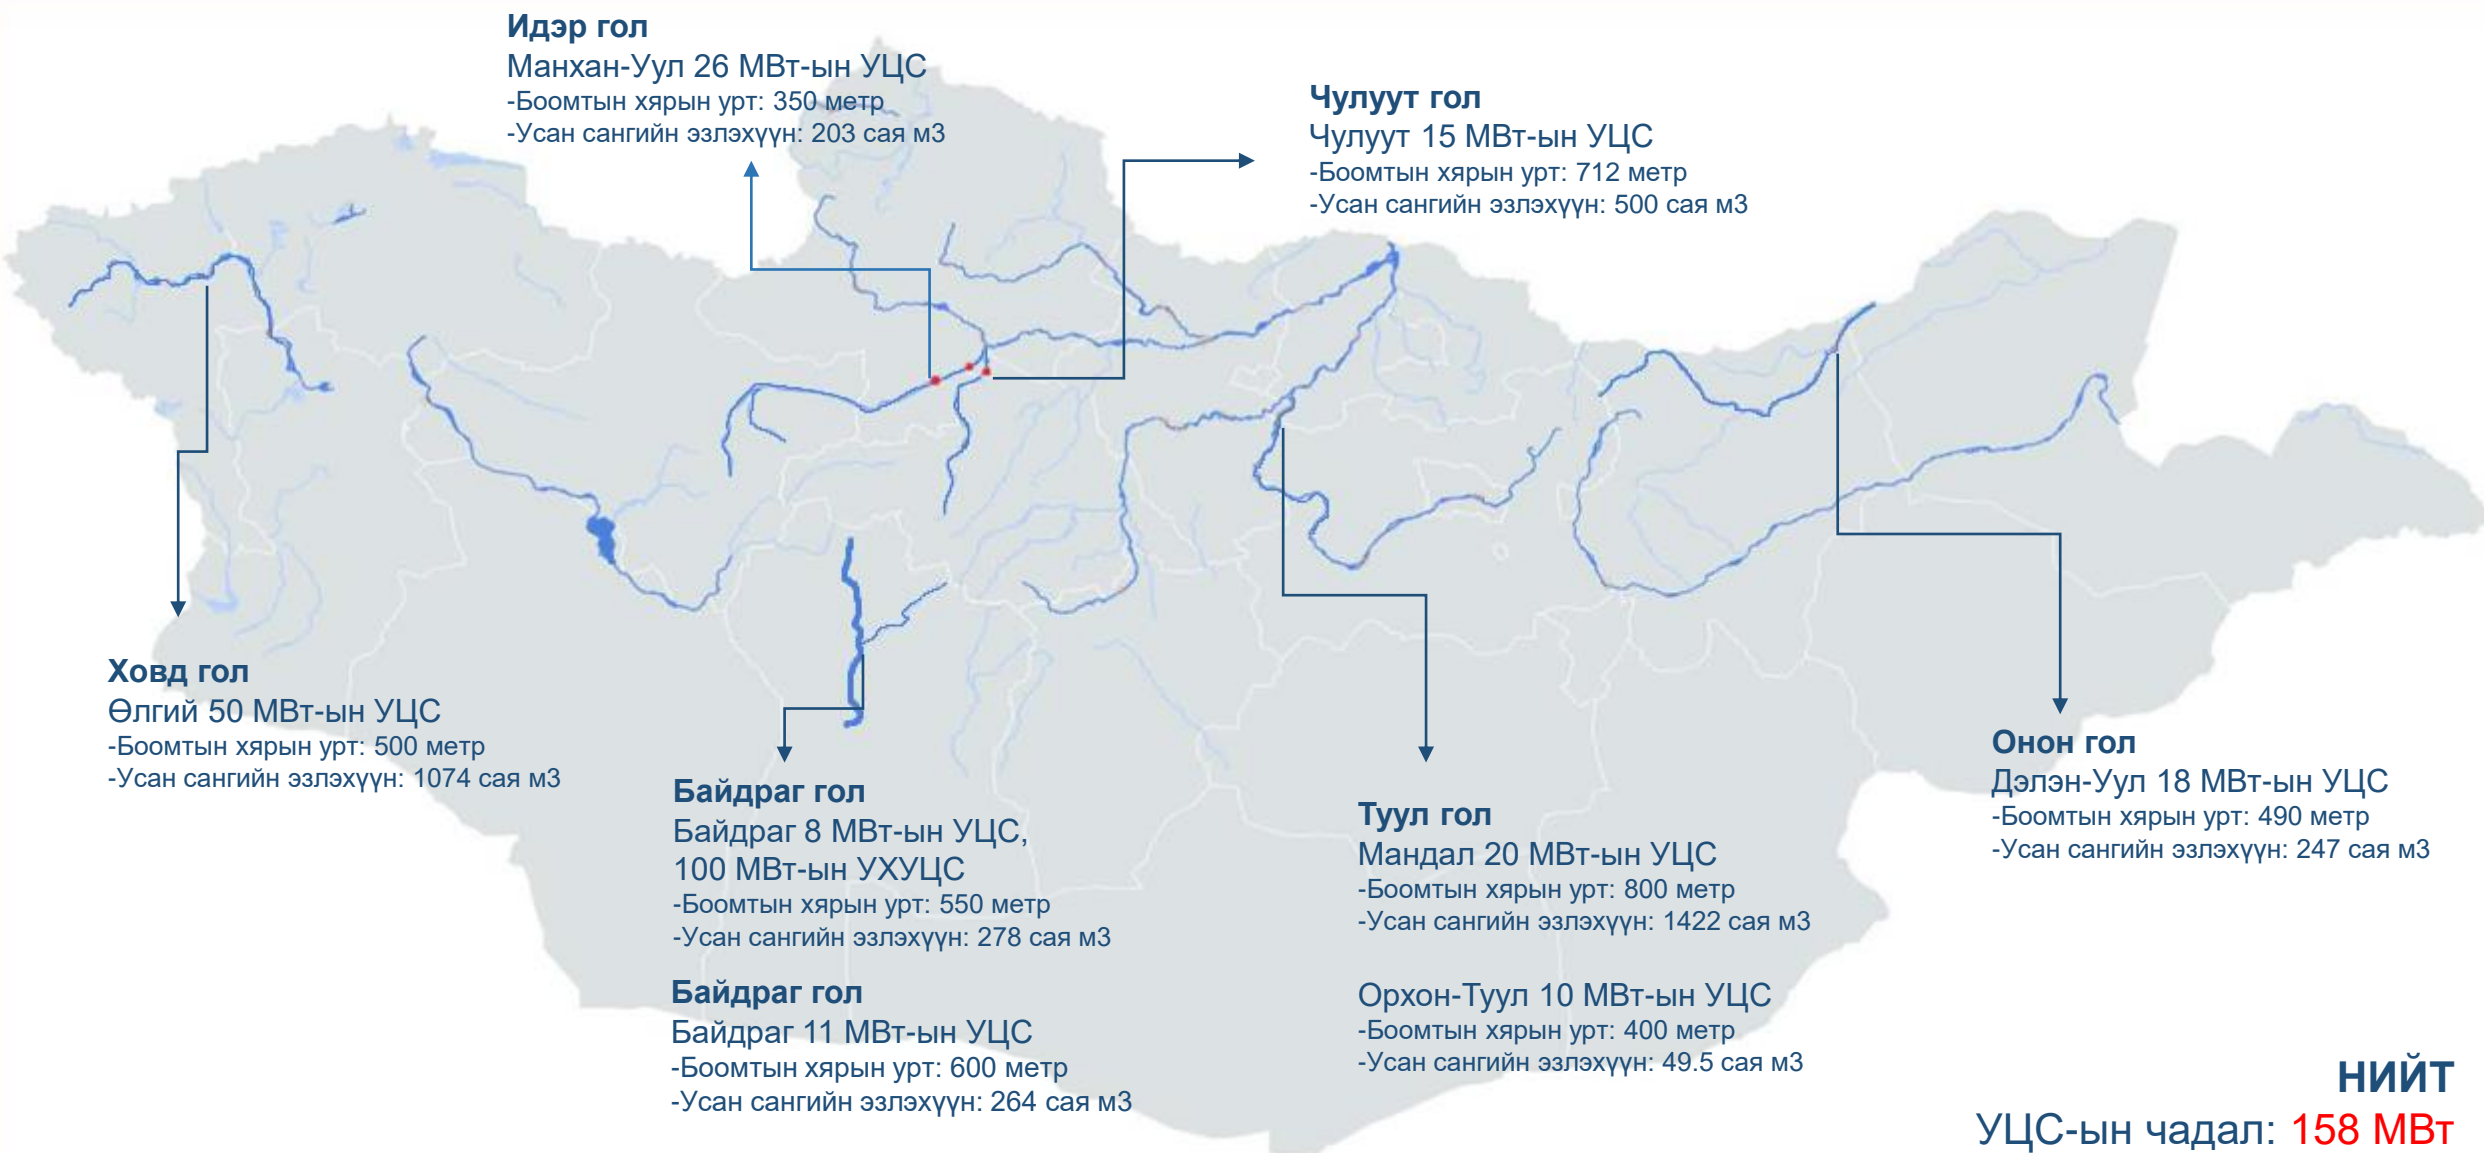 Идэр гол
Манхан-Уул 26 МВт-ын УЦС
-Боомтын хярын урт: 350 метр
-Усан сангийн эзлэхүүн: 203 сая м3
Чулуут гол
Чулуут 15 МВт-ын УЦС
-Боомтын хярын урт: 712 метр
-Усан сангийн эзлэхүүн: 500 сая м3
Ховд гол
Өлгий 50 МВт-ын УЦС
-Боомтын хярын урт: 500 метр
-Усан сангийн эзлэхүүн: 1074 сая м3
Байдраг гол
Байдраг 8 МВт-ын УЦС,
100 МВт-ын УХУЦС
-Боомтын хярын урт: 550 метр
-Усан сангийн эзлэхүүн: 278 сая м3
Байдраг гол
Байдраг 11 МВт-ын УЦС
-Боомтын хярын урт: 600 метр
-Усан сангийн эзлэхүүн: 264 сая м3
Туул гол
Мандал 20 МВт-ын УЦС
-Боомтын хярын урт: 800 метр
-Усан сангийн эзлэхүүн: 1422 сая м3
Орхон-Туул 10 МВт-ын УЦС
-Боомтын хярын урт: 400 метр
-Усан сангийн эзлэхүүн: 49.5 сая м3
Онон гол
Дэлэн-Уул 18 МВт-ын УЦС
-Боомтын хярын урт: 490 метр
-Усан сангийн эзлэхүүн: 247 сая м3
НИЙТ
УЦС-ын чадал: 158 МВт